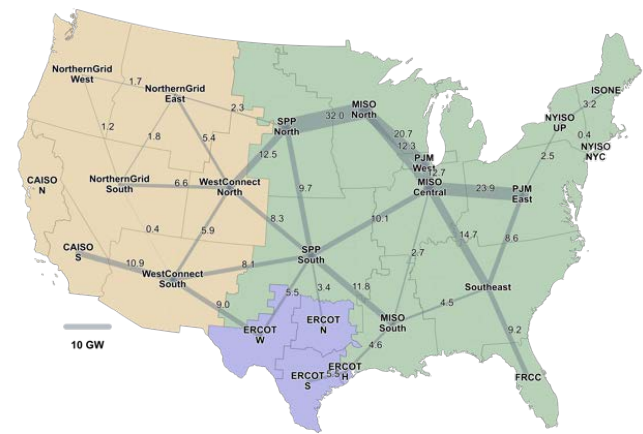 ISONE
NorthernGrid
West
1.7
NorthernGrid
East
2.3
3.2
MISO
North
32.0
NYISO
UP
SPP
North
1.2
1.8
5.4
20.7
0.4
NYISO
NYC
12.3
12.5
2.5
PJM
West
2.7
CAISO
N
NorthernGrid
South
6.6
WestConnect
North
9.7
MISO
Central
23.9
PJM
East
8.3
10.1
0.4
5.9
14.7
8.6
CAISO
S
SPP
South
2.7
10.9
8.1
WestConnect
South
5.5
3.4
11.8
Southeast
9.0
4.5
10 GW
ERCOT
W
ERCOT
N
MISO
South
4.6
9.2
ERCOT
S
5.5
ERCOT
H
FRCC